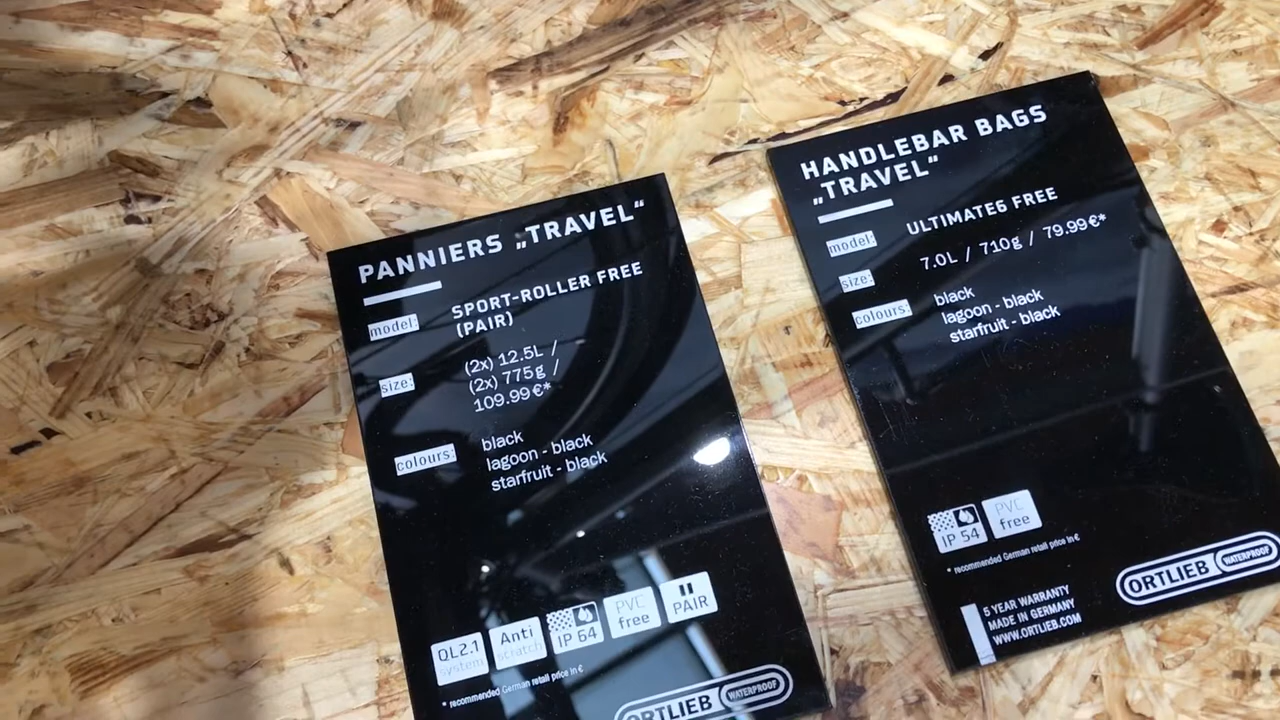 PANNIERS „TRAVEL“
model: SPORT-ROLLER FREE
(PAIR)
size: (2x) 12.5L /
(2x) 775g /
109.99€*
colours: black
lagoon - black
starfruit - black
QL2.1
system
Anti
scratch
IP 64
PVC
free
PAIR
* recommended German retail price in €
ORTLIEB WATERPROOF
HANDLEBAR BAGS
„TRAVEL“
model: ULTIMATE6 FREE
size: 7.0L / 710g / 79.99€*
colours: black
lagoon - black
starfruit - black
IP 54
PVC
free
* recommended German retail price in €
5 YEAR WARRANTY
MADE IN GERMANY
WWW.ORTLIEB.COM
ORTLIEB WATERPROOF